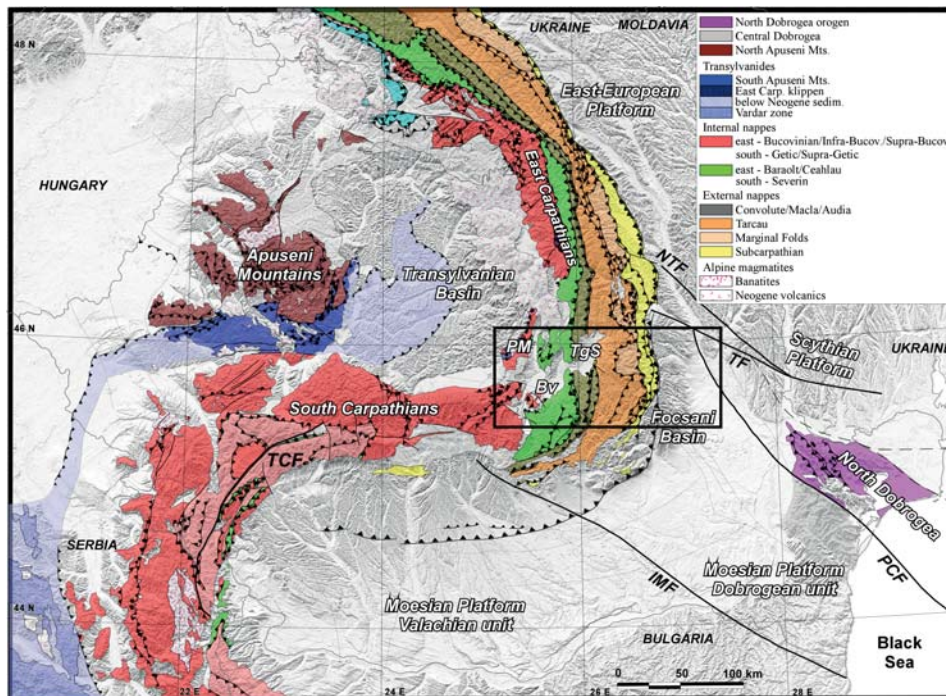 UKRAINE
MOLDAVIA
48 N
East-European
Platform
HUNGARY
East Carpathians
Apuseni
Mountains
Transylvanian
Basin
NTF
46 N
PM
TgS
Scythian
Platform
UKRAINE
TF
Bv
South Carpathians
Focsani
Basin
TCF
North Dobrogea
SERBIA
IMF
Moesian Platform
Dobrogean unit
PCF
Moesian Platform
Valachian unit
44 N
BULGARIA
Black
Sea
0 50 100 km
22 E
24 E
26 E
28 E
North Dobrogea orogen
Central Dobrogea
North Apuseni Mts.
Transylvanides
South Apuseni Mts.
East Carp. klippen
below Neogene sedim.
Vardar zone
Internal nappes
east - Bucovinian/Infra-Bucov./Supra-Bucov
south - Getic/Supra-Getic
east - Baraolt/Ceahlau
south - Severin
External nappes
Convolute/Macla/Audia
Tarcau
Marginal Folds
Subcarpathian
Alpine magmatites
Banatites
Neogene volcanics